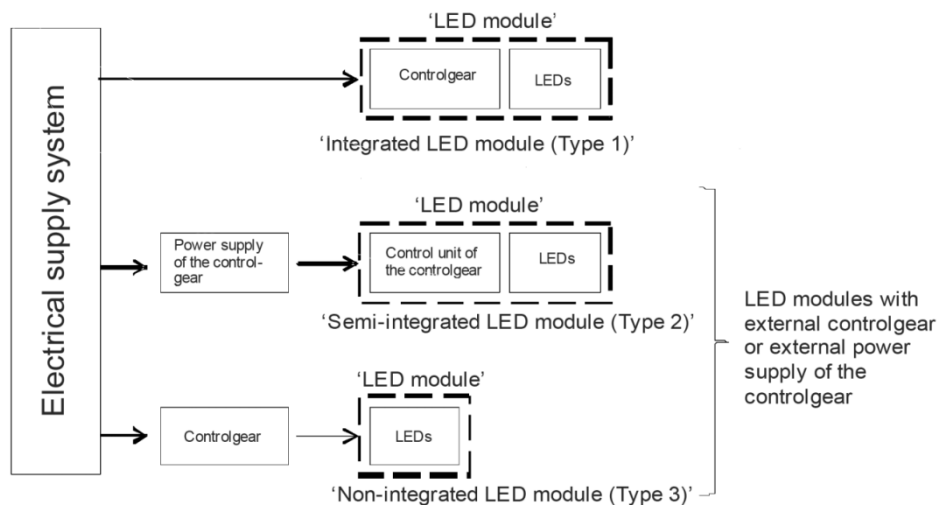 Electrical supply system
'LED module'
Controlgear
LEDs
'Integrated LED module (Type 1)'
'LED module'
Power supply
of the control-
gear
Control unit of
the controlgear
LEDs
'Semi-integrated LED module (Type 2)'
'LED module'
Controlgear
LEDs
'Non-integrated LED module (Type 3)'
LED modules with
external controlgear
or external power
supply of the
controlgear